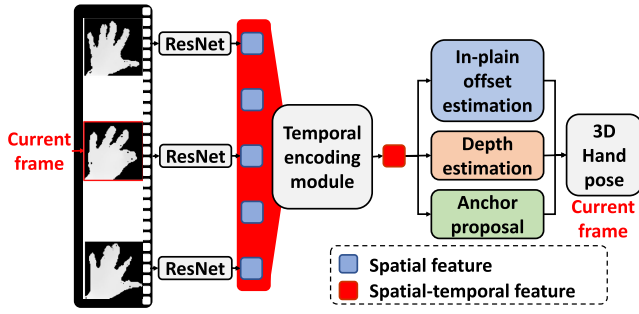 ResNet
Current
frame
ResNet
ResNet
Temporal
encoding
module
In-plain
offset
estimation
Depth
estimation
Anchor
proposal
3D
Hand
pose
Current
frame
Spatial feature
Spatial-temporal feature